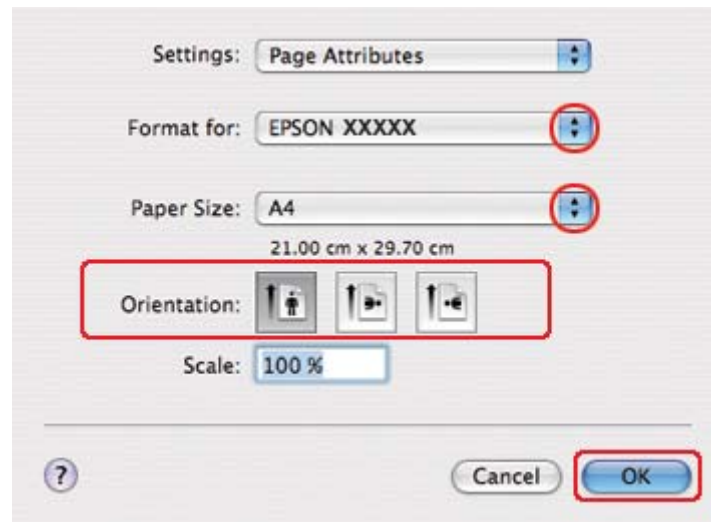 Settings: Page Attributes
Format for: EPSON XXXXX
Paper Size: A4
21.00 cm x 29.70 cm
Orientation:
Scale: 100 %
? Cancel OK